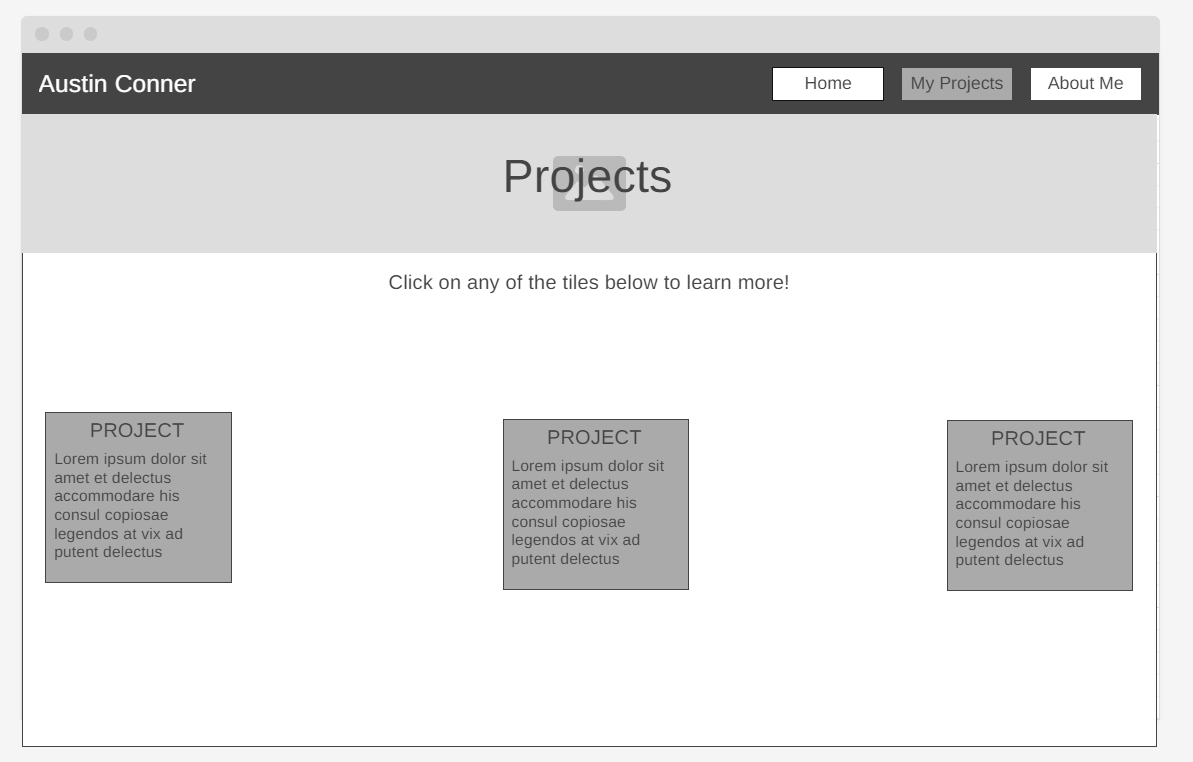 Austin Conner
Home
My Projects
About Me
Projects
Click on any of the tiles below to learn more!
PROJECT
Lorem ipsum dolor sit
amet et delectus
accommodare his
consul copiosae
legendos at vix ad
putent delectus
PROJECT
Lorem ipsum dolor sit
amet et delectus
accommodare his
consul copiosae
legendos at vix ad
putent delectus
PROJECT
Lorem ipsum dolor sit
amet et delectus
accommodare his
consul copiosae
legendos at vix ad
putent delectus